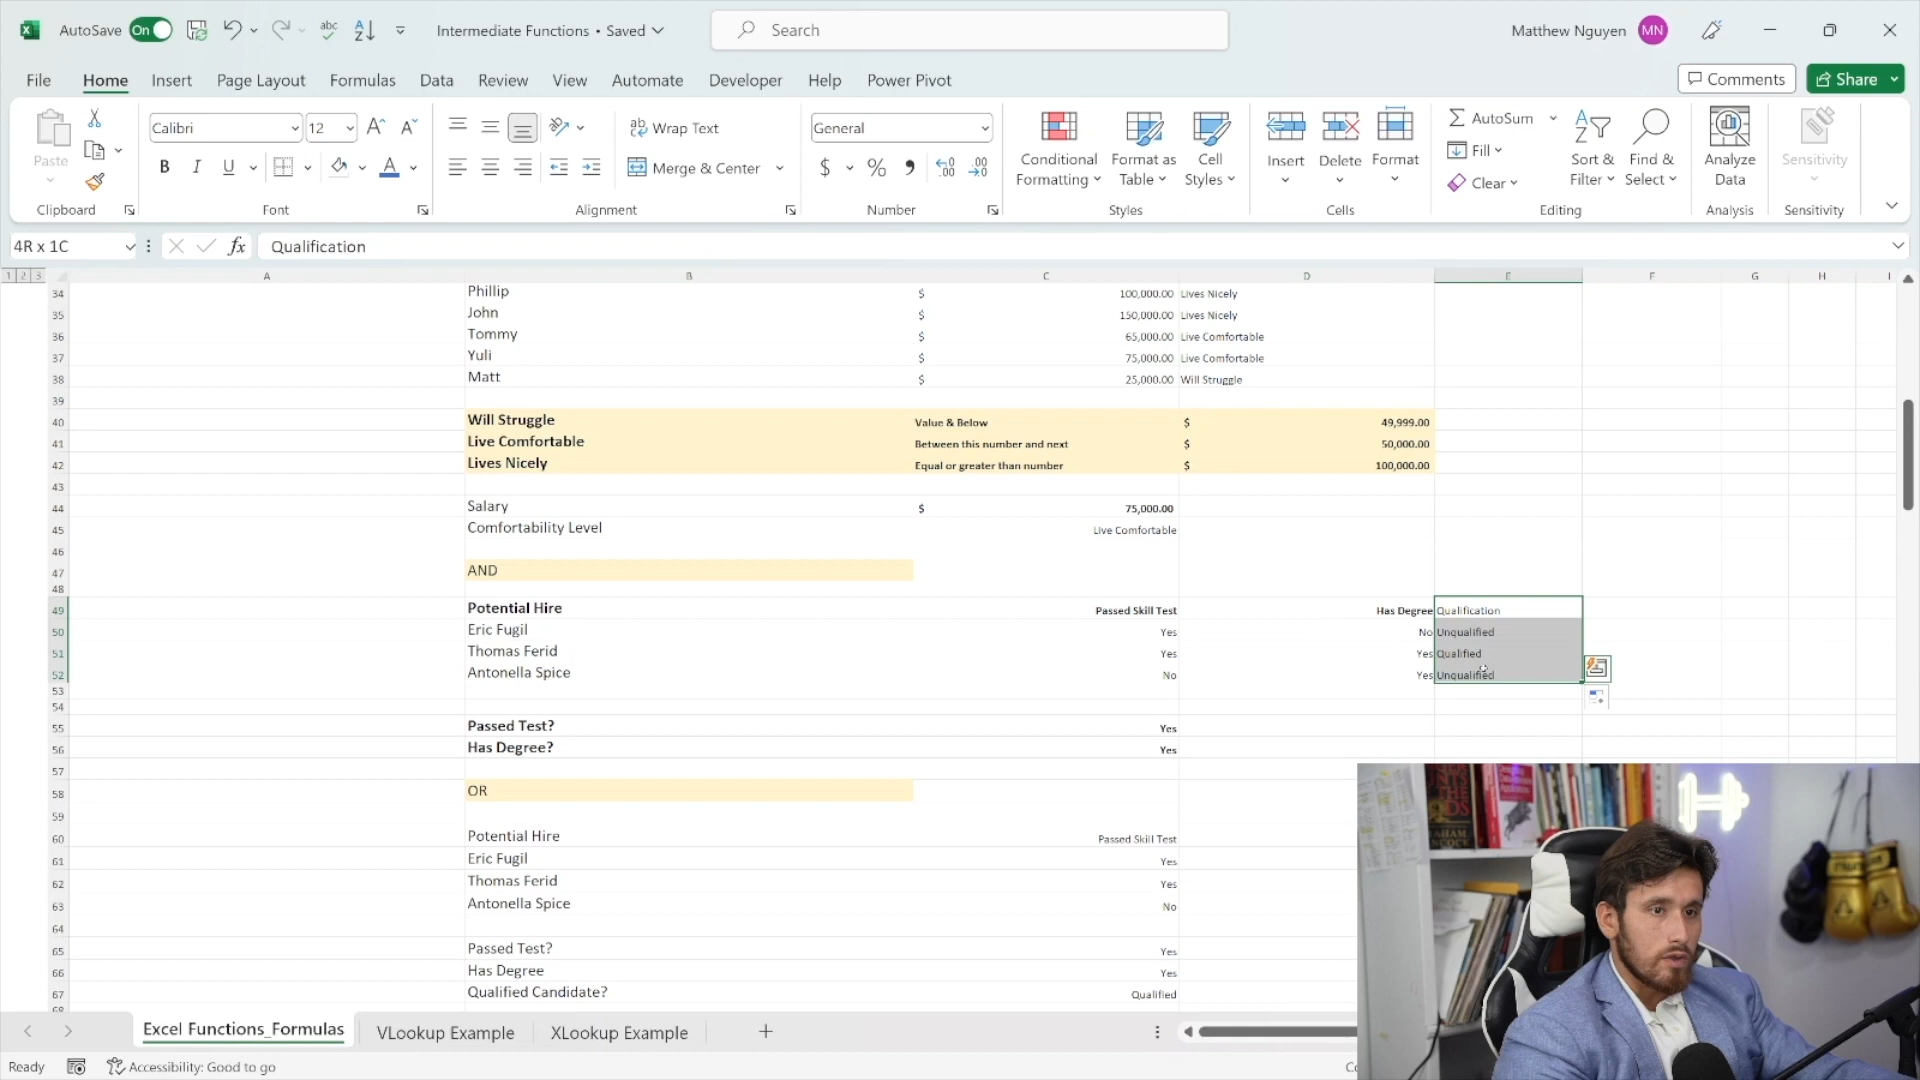 AutoSave On Intermediate Functions • Saved Search Matthew Nguyen MN
File Home Insert Page Layout Formulas Data Review View Automate Developer Help Power Pivot Comments Share
Paste
Clipboard
Calibri 12
B I U A
Font
Wrap Text
Merge & Center
Alignment
General
$ % ,
Number
Conditional Formatting
Format as Table
Cell Styles
Styles
Insert Delete Format
Cells
AutoSum
Fill
Clear
Sort & Filter
Find & Select
Editing
Analyze Data
Analysis
Sensitivity
Sensitivity
4R x 1C fx Qualification
1 2 3 A B C D E F G H I
34 Phillip $ 100,000.00 Lives Nicely
35 John $ 150,000.00 Lives Nicely
36 Tommy $ 65,000.00 Live Comfortable
37 Yuli $ 75,000.00 Live Comfortable
38 Matt $ 25,000.00 Will Struggle
39
40 Will Struggle Value & Below $ 49,999.00
41 Live Comfortable Between this number and next $ 50,000.00
42 Lives Nicely Equal or greater than number $ 100,000.00
43
44 Salary $ 75,000.00
45 Comfortability Level Live Comfortable
46
47 AND
48
49 Potential Hire Passed Skill Test Has Degree Qualification
50 Eric Fugil Yes No Unqualified
51 Thomas Ferid Yes Yes Qualified
52 Antonella Spice No Yes Unqualified
53
54
55 Passed Test? Yes
56 Has Degree? Yes
57
58 OR
59
60 Potential Hire Passed Skill Test
61 Eric Fugil Yes
62 Thomas Ferid Yes
63 Antonella Spice No
64
65 Passed Test? Yes
66 Has Degree Yes
67 Qualified Candidate? Qualified
68
Excel Functions_Formulas VLookup Example XLookup Example
Ready Accessibility: Good to go